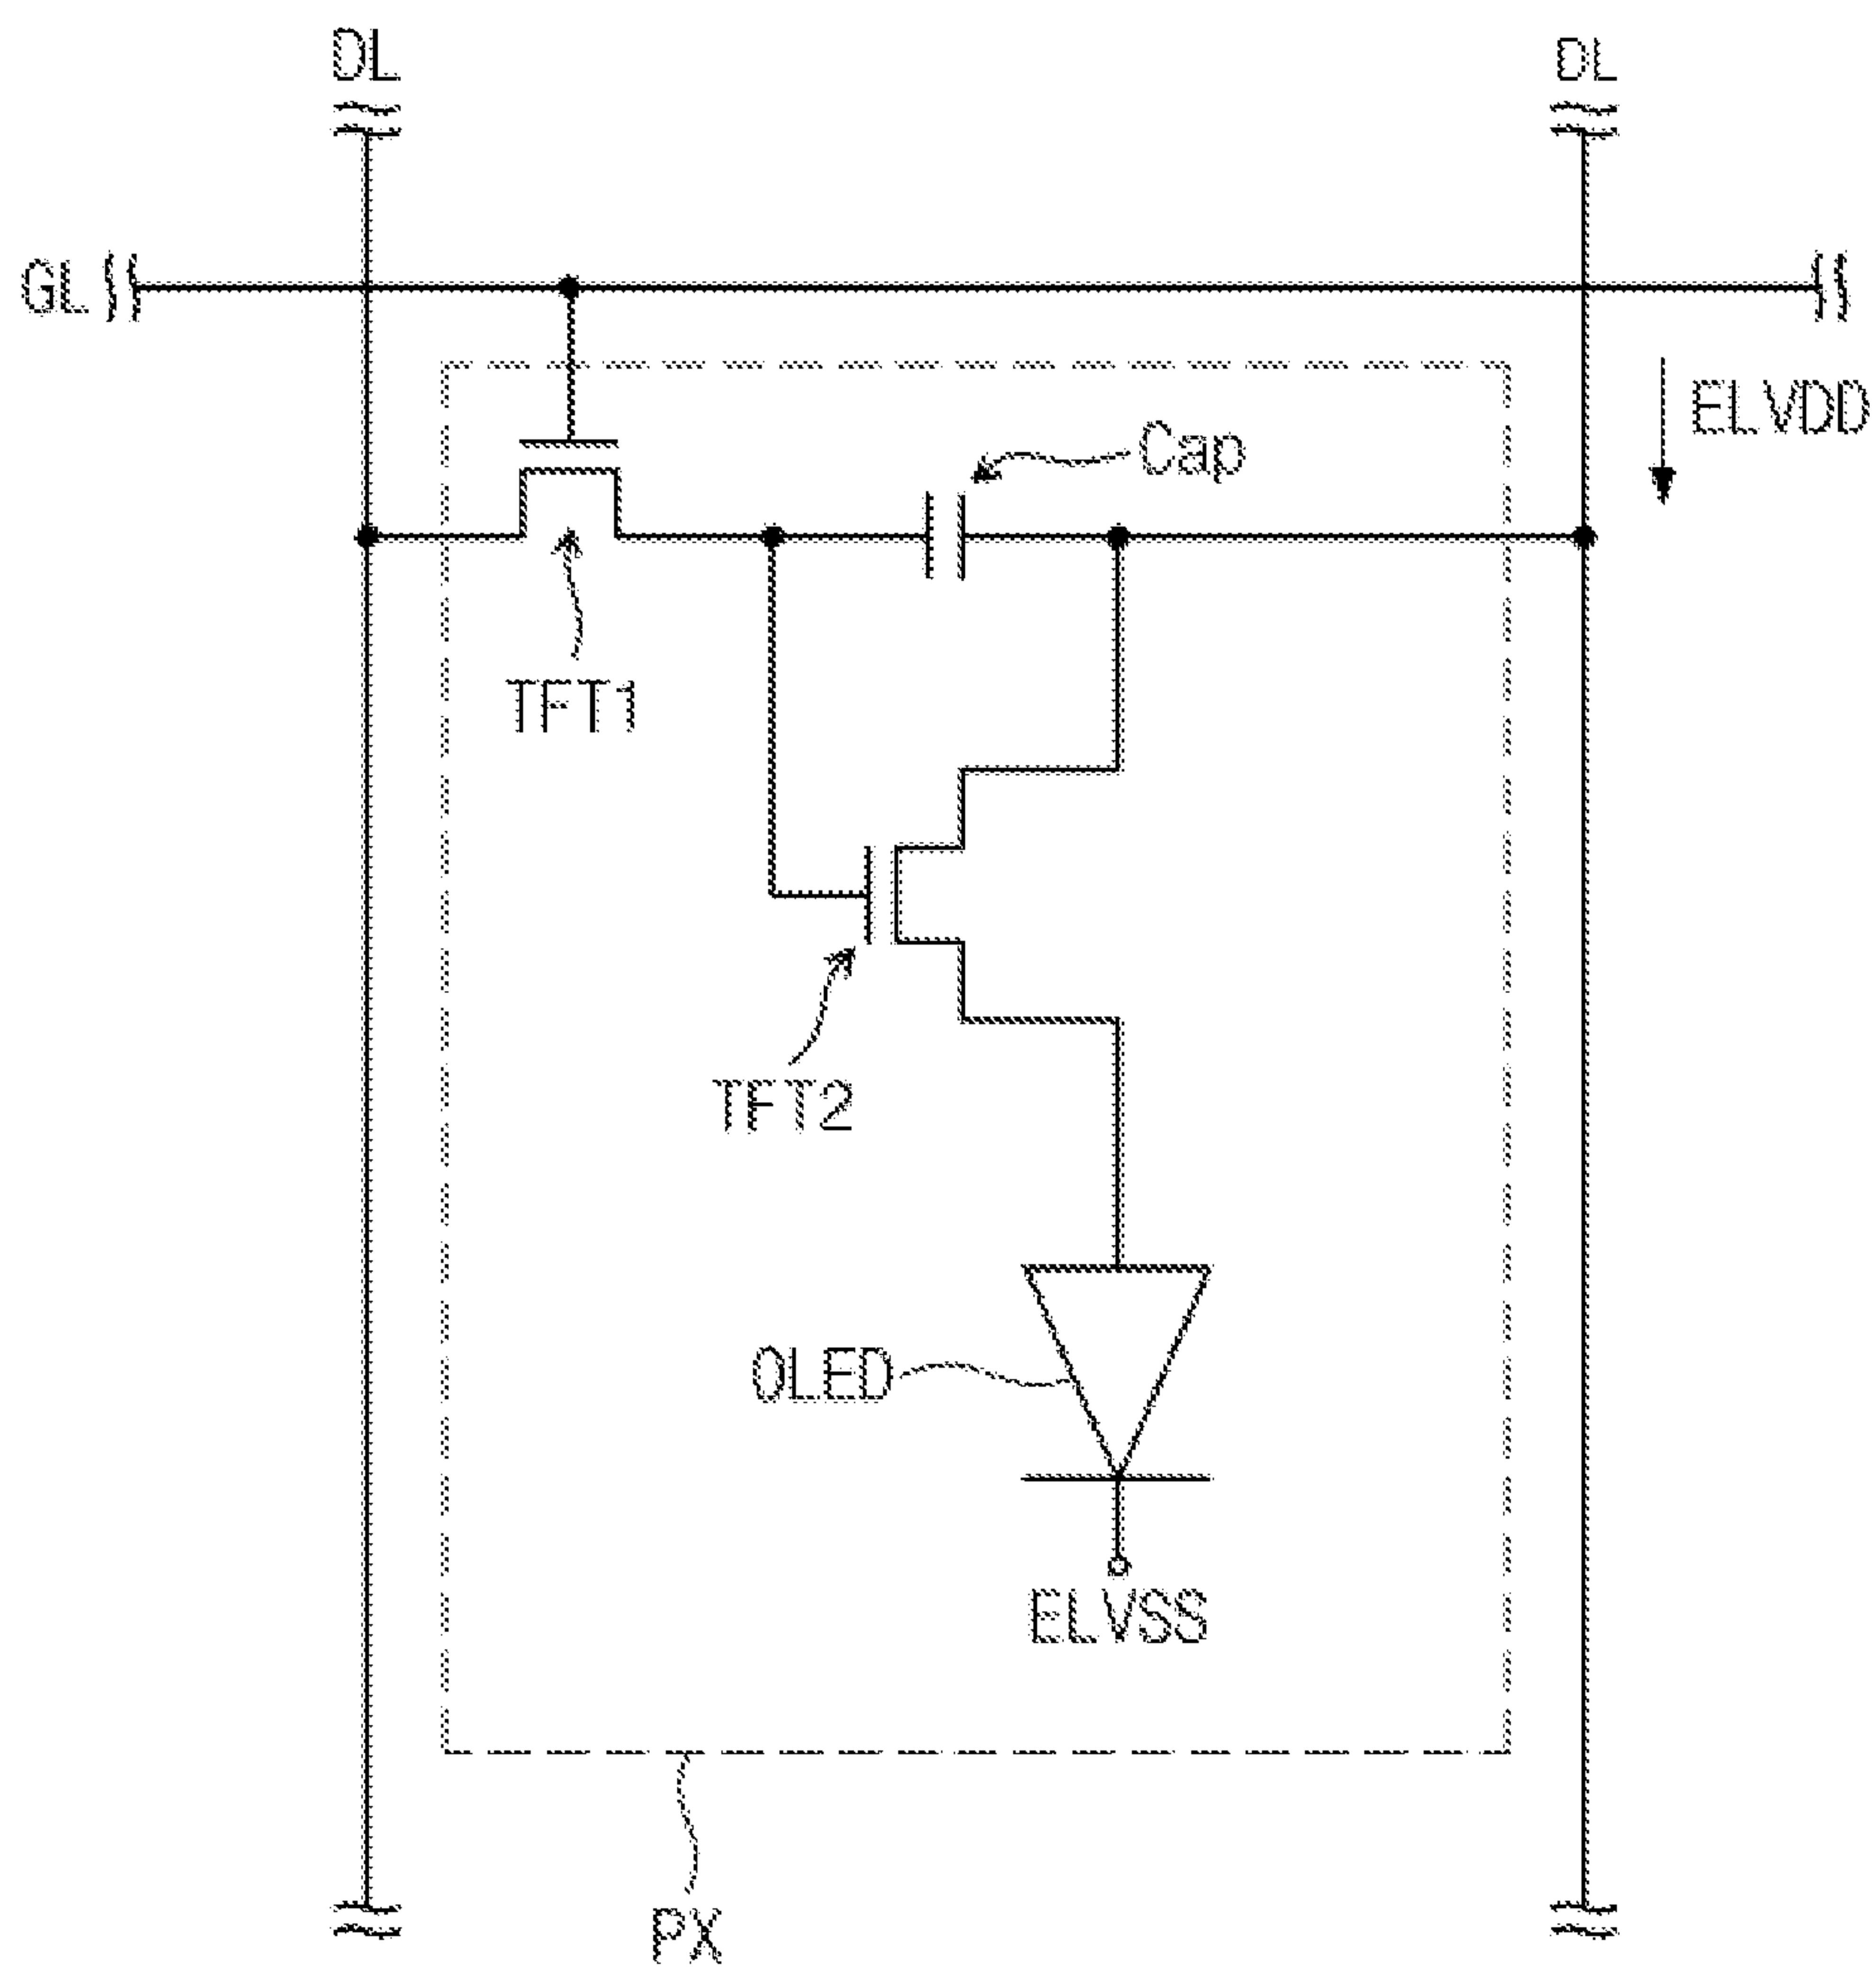 DL
DL
GL
ELVDD
Cap
TFT1
TFT2
OLED
ELVSS
PX